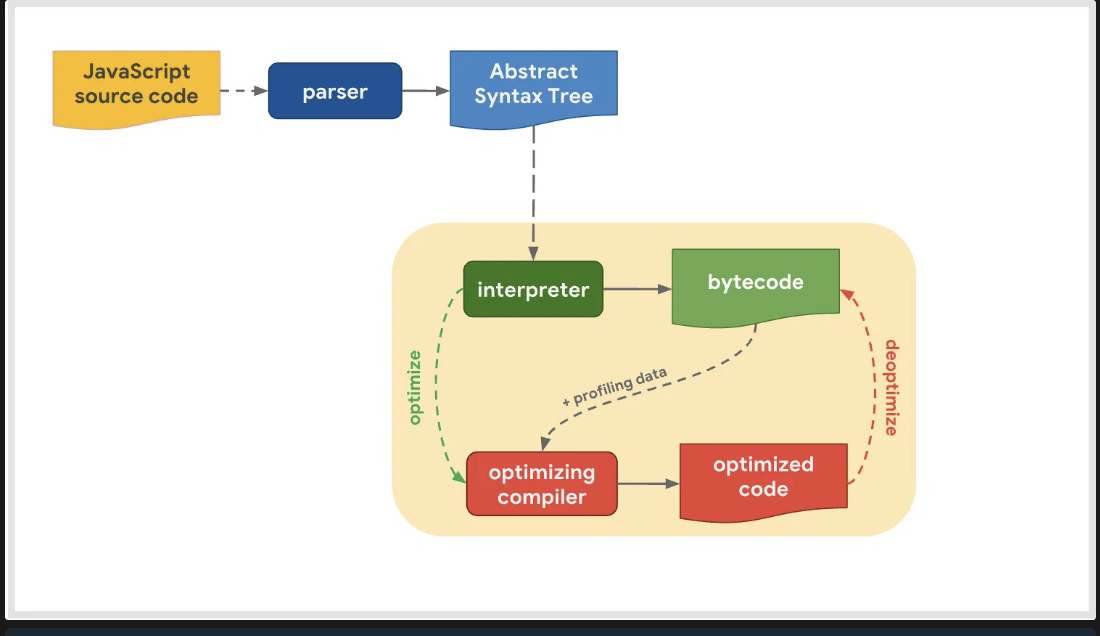 JavaScript
source code
parser
Abstract
Syntax Tree
interpreter
bytecode
optimize
+ profiling data
deoptimize
optimizing
compiler
optimized
code